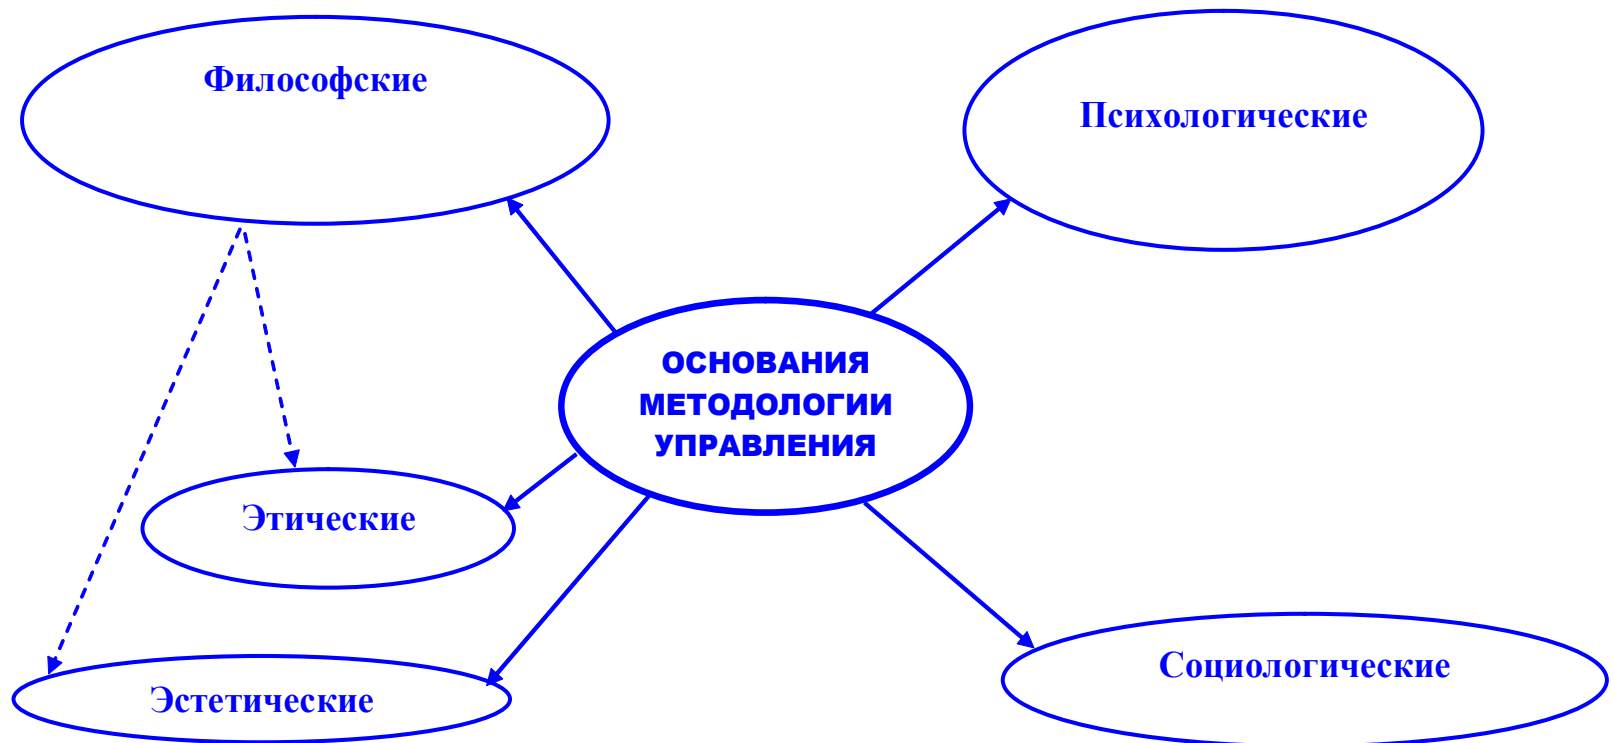 Философские
Психологические
ОСНОВАНИЯ
МЕТОДОЛОГИИ
УПРАВЛЕНИЯ
Этические
Эстетические
Социологические